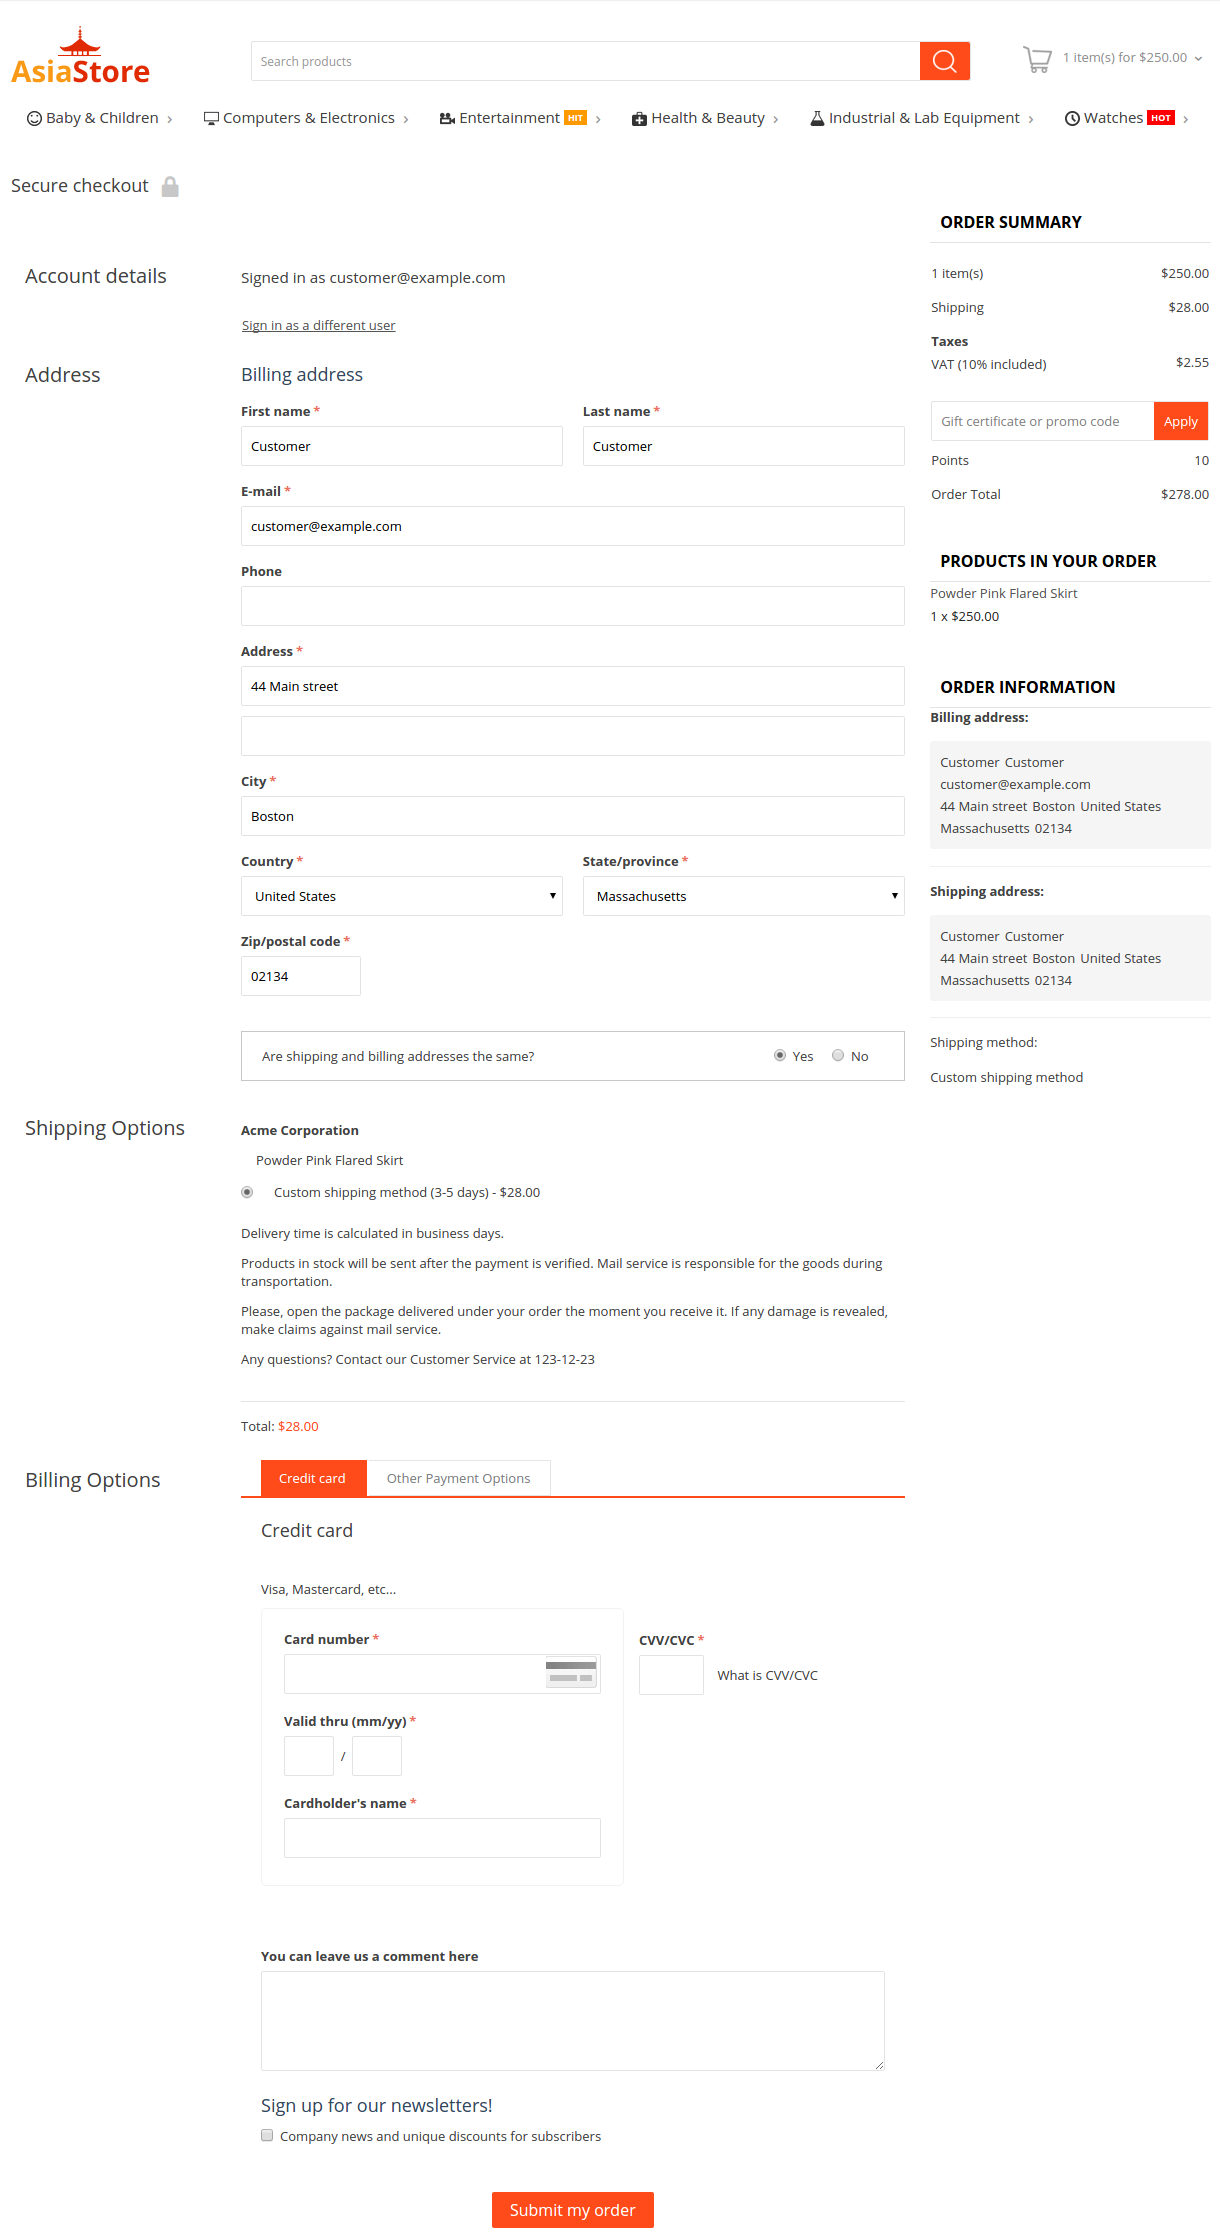 AsiaStore
Search products
1 item(s) for $250.00
Baby & Children
Computers & Electronics
Entertainment HIT
Health & Beauty
Industrial & Lab Equipment
Watches HOT
Secure checkout
Account details
Signed in as customer@example.com
Sign in as a different user
Address
Billing address
First name *
Last name *
Customer
Customer
E-mail *
customer@example.com
Phone
Address *
44 Main street
City *
Boston
Country *
State/province *
United States
Massachusetts
Zip/postal code *
02134
Are shipping and billing addresses the same?
Yes
No
Shipping Options
Acme Corporation
Powder Pink Flared Skirt
Custom shipping method (3-5 days) - $28.00
Delivery time is calculated in business days.
Products in stock will be sent after the payment is verified. Mail service is responsible for the goods during
transportation.
Please, open the package delivered under your order the moment you receive it. If any damage is revealed,
make claims against mail service.
Any questions? Contact our Customer Service at 123-12-23
Total: $28.00
Billing Options
Credit card
Other Payment Options
Credit card
Visa, Mastercard, etc...
Card number *
CVV/CVC *
What is CVV/CVC
Valid thru (mm/yy) *
/
Cardholder's name *
You can leave us a comment here
Sign up for our newsletters!
Company news and unique discounts for subscribers
Submit my order
ORDER SUMMARY
1 item(s) $250.00
Shipping $28.00
Taxes
VAT (10% included) $2.55
Gift certificate or promo code
Apply
Points 10
Order Total $278.00
PRODUCTS IN YOUR ORDER
Powder Pink Flared Skirt
1 x $250.00
ORDER INFORMATION
Billing address:
Customer Customer
customer@example.com
44 Main street Boston United States
Massachusetts 02134
Shipping address:
Customer Customer
44 Main street Boston United States
Massachusetts 02134
Shipping method:
Custom shipping method